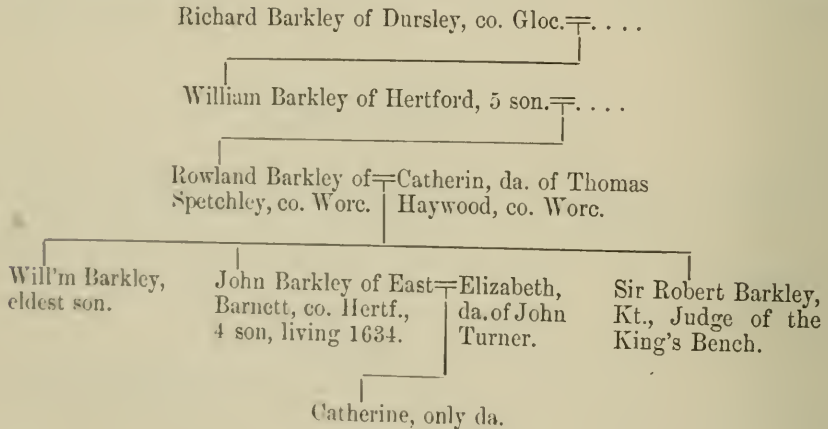 Richard Barkley of Dursley, co. Gloc.=. . . .
William Barkley of Hertford, 5 son.=. . . .
Rowland Barkley of=Catherin, da. of Thomas
Spetchley, co. Worc. Haywood, co. Worc.
Will'm Barkley,
eldest son.
John Barkley of East=Elizabeth,
Barnett, co. Hertf., da. of John
4 son, living 1634. Turner.
Sir Robert Barkley,
Kt., Judge of the
King's Bench.
Catherine, only da.